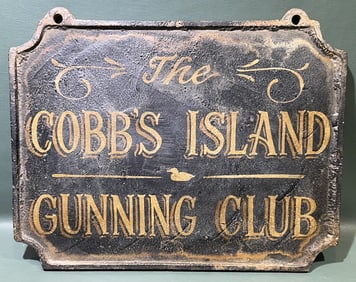 The
COBB'S ISLAND
GUNNING CLUB